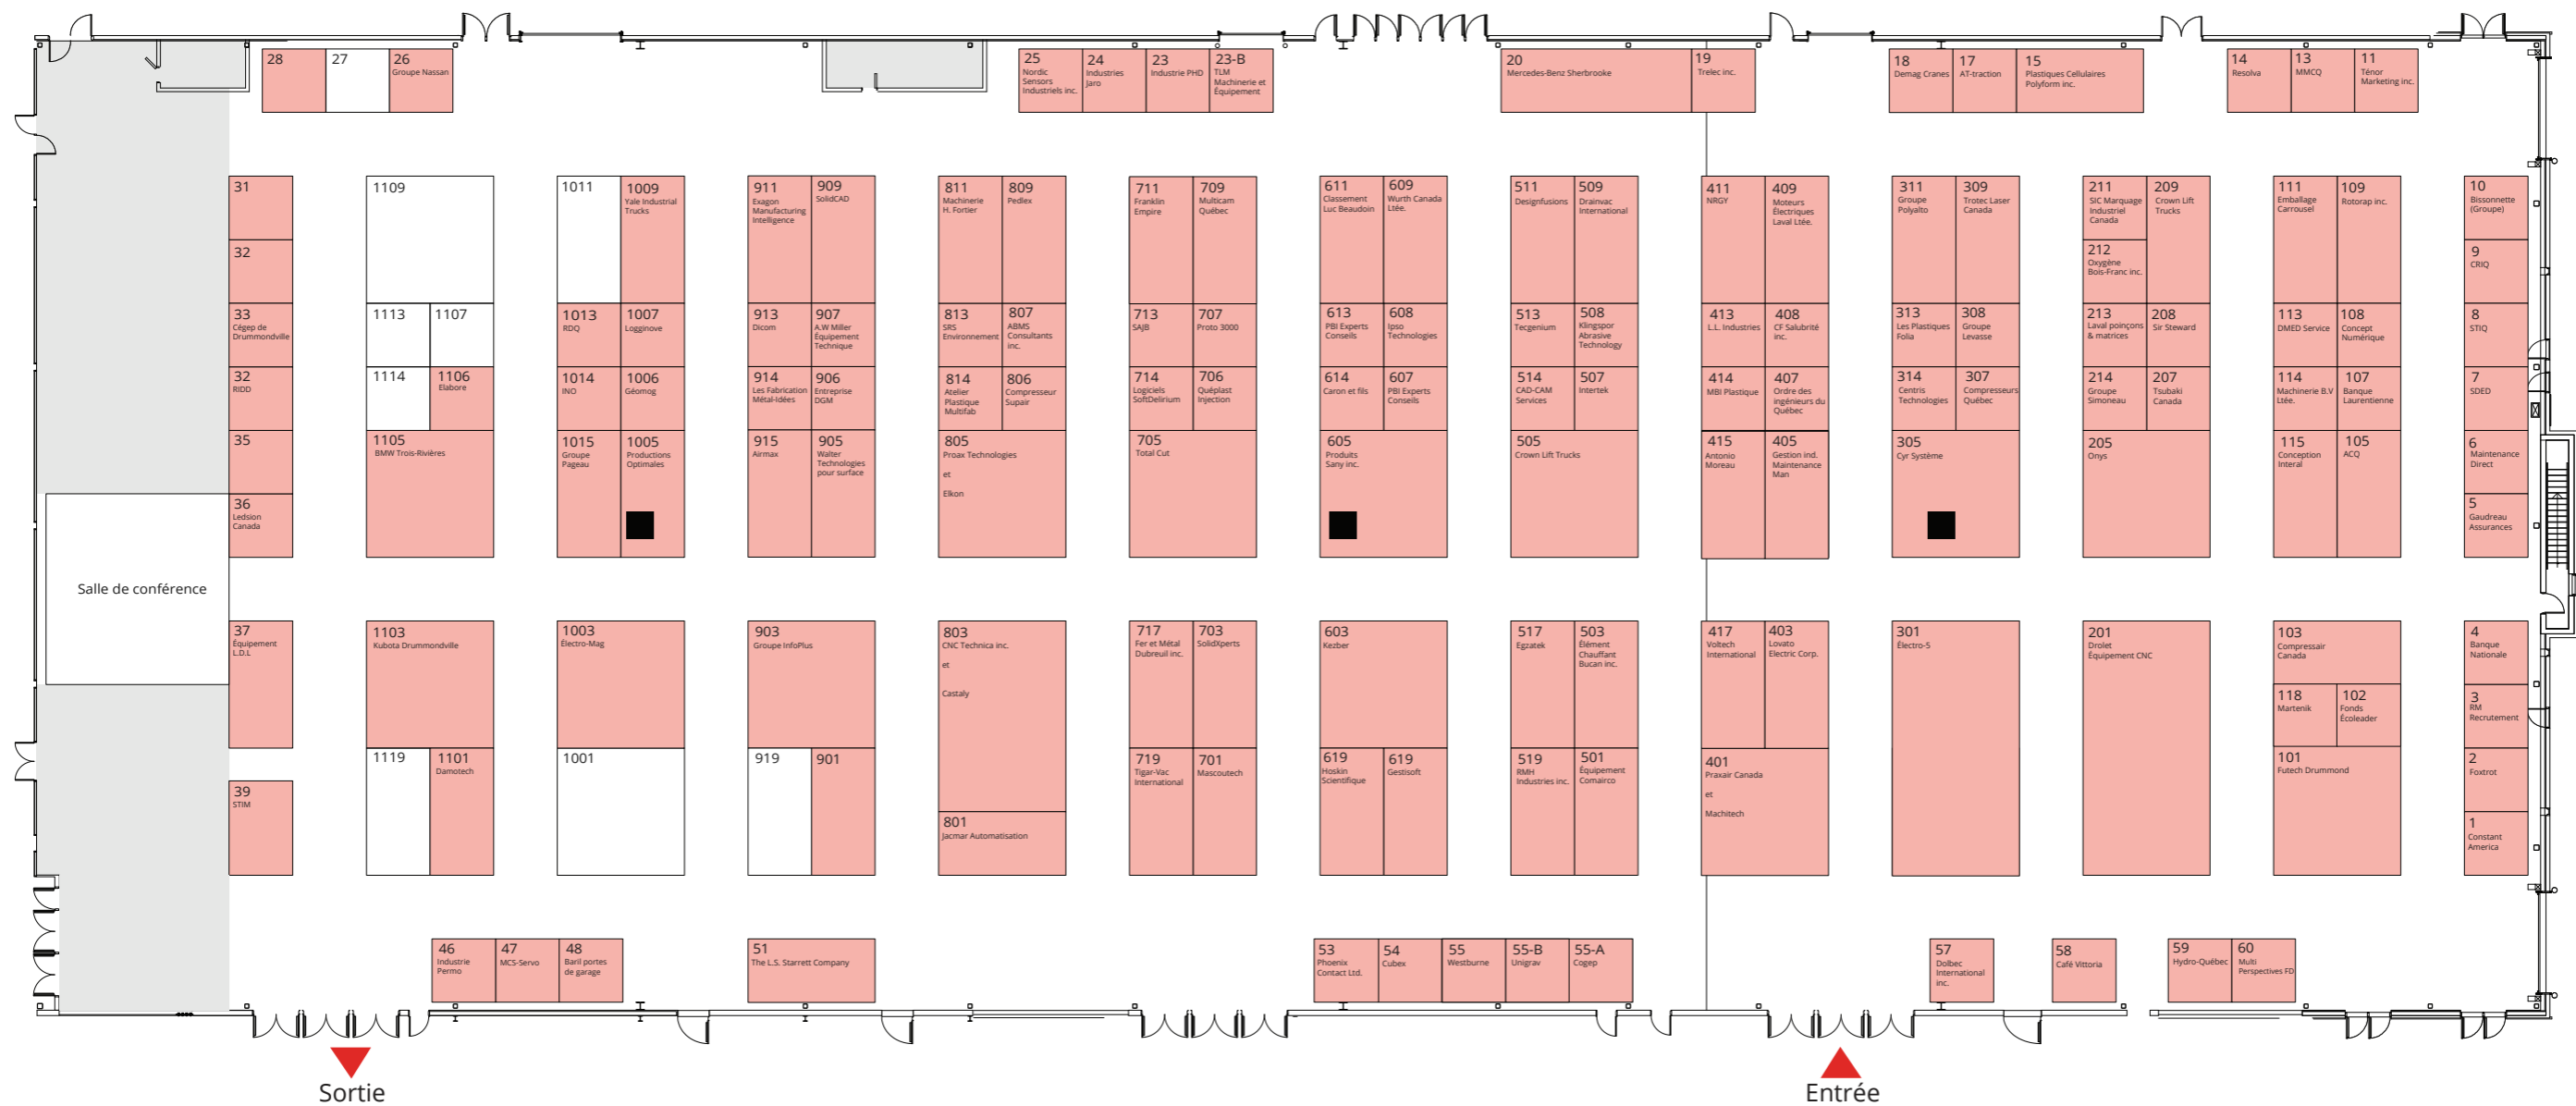 28
27
26
Groupe Nassan
25
Nordic
Sensors
Industriels inc.
24
Industries
Jaro
23
Industrie PHD
23-B
TLM
Machinerie et
Équipement
20
Mercedes-Benz Sherbrooke
19
Trelec inc.
18
Demag Cranes
17
AT-traction
15
Plastiques Cellulaires
Polyform inc.
14
Resolva
13
MMCQ
11
Ténor
Marketing inc.
31
32
33
Cégep de
Drummondville
32
RIDD
35
36
Ledsion
Canada
Salle de conférence
37
Équipement
L.D.L
39
STIM
1109
1113
1107
1114
1106
Elabore
1105
BMW Trois-Rivières
1103
Kubota Drummondville
1119
1101
Damotech
1011
1009
Yale Industrial
Trucks
1013
RDQ
1007
Logginove
1014
INO
1006
Géomog
1015
Groupe
Pageau
1005
Productions
Optimales
1003
Électro-Mag
1001
911
Exagon
Manufacturing
Intelligence
909
SolidCAD
913
Dicom
907
A.W Miller
Équipement
Technique
914
Les Fabrication
Métal-Idées
906
Entreprise
DGM
915
Airmax
905
Walter
Technologies
pour surface
903
Groupe InfoPlus
919
901
811
Machinerie
H. Fortier
809
Pedlex
813
SRS
Environnement
807
ABMS
Consultants
inc.
814
Atelier
Plastique
Multifab
806
Compresseur
Supair
805
Proax Technologies
et
Elkon
803
CNC Technica inc.
et
Castaly
801
Jacmar Automatisation
711
Franklin
Empire
709
Multicam
Québec
713
SAJB
707
Proto 3000
714
Logiciels
SoftDelirium
706
Quéplast
Injection
705
Total Cut
717
Fer et Métal
Dubreuil inc.
703
SolidXperts
719
Tigar-Vac
International
701
Mascoutech
611
Classement
Luc Beaudoin
609
Wurth Canada
Ltée.
613
PBI Experts
Conseils
608
Ipso
Technologies
614
Caron et fils
607
PBI Experts
Conseils
605
Produits
Sany inc.
603
Kezber
619
Hoskin
Scientifique
619
Gestisoft
511
Designfusions
509
Drainvac
International
513
Tecgenium
508
Klingspor
Abrasive
Technology
514
CAD-CAM
Services
507
Intertek
505
Crown Lift Trucks
517
Egzatek
503
Élément
Chauffant
Bucan inc.
519
RMH
Industries inc.
501
Équipement
Comairco
411
NRGY
409
Moteurs
Électriques
Laval Ltée.
413
L.L. Industries
408
CF Salubrité
inc.
414
MBI Plastique
407
Ordre des
ingénieurs du
Québec
415
Antonio
Moreau
405
Gestion ind.
Maintenance
Man
417
Voltech
International
403
Lovato
Electric Corp.
401
Praxair Canada
et
Machitech
311
Groupe
Polyalto
309
Trotec Laser
Canada
313
Les Plastiques
Folia
308
Groupe
Levasse
314
Centris
Technologies
307
Compresseurs
Québec
305
Cyr Système
301
Électro-5
211
SIC Marquage
Industriel
Canada
209
Crown Lift
Trucks
212
Oxygène
Bois-Franc inc.
213
Laval poinçons
& matrices
208
Sir Steward
214
Groupe
Simoneau
207
Tsubaki
Canada
205
Onys
201
Drolet
Équipement CNC
111
Emballage
Carrousel
109
Rotorap inc.
113
DMED Service
108
Concept
Numérique
114
Machinerie B.V
Ltée.
107
Banque
Laurentienne
115
Conception
Interal
105
ACQ
103
Compressair
Canada
118
Martenik
102
Fonds
Écoleader
101
Futech Drummond
10
Bissonnette
(Groupe)
9
CRIQ
8
STIQ
7
SDED
6
Maintenance
Direct
5
Gaudreau
Assurances
4
Banque
Nationale
3
RM
Recrutement
2
Foxtrot
1
Constant
America
46
Industrie
Permo
47
MCS-Servo
48
Baril portes
de garage
51
The L.S. Starrett Company
53
Phoenix
Contact Ltd.
54
Cubex
55
Westburne
55-B
Unigrav
55-A
Cogep
57
Dolbec
International
inc.
58
Café Vittoria
59
Hydro-Québec
60
Multi
Perspectives FD
Sortie
Entrée